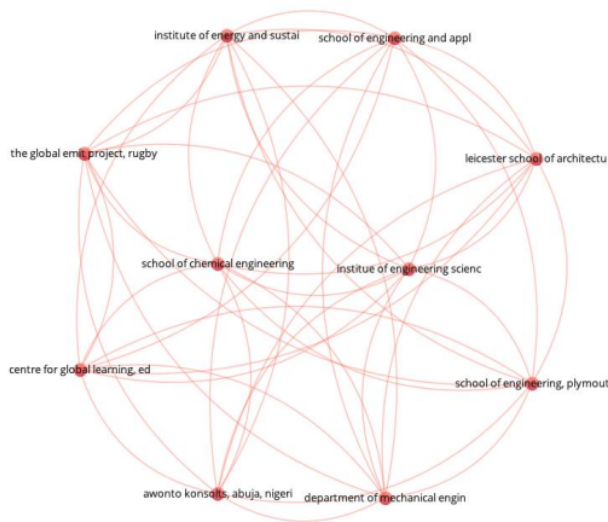 institute of energy and sustai
school of engineering and appl
the global emit project, rugby
leicester school of architectu
school of chemical engineering
institue of engineering scienc
centre for global learning, ed
school of engineering, plymout
awonto konsolts, abuja, nigeri
department of mechanical engin